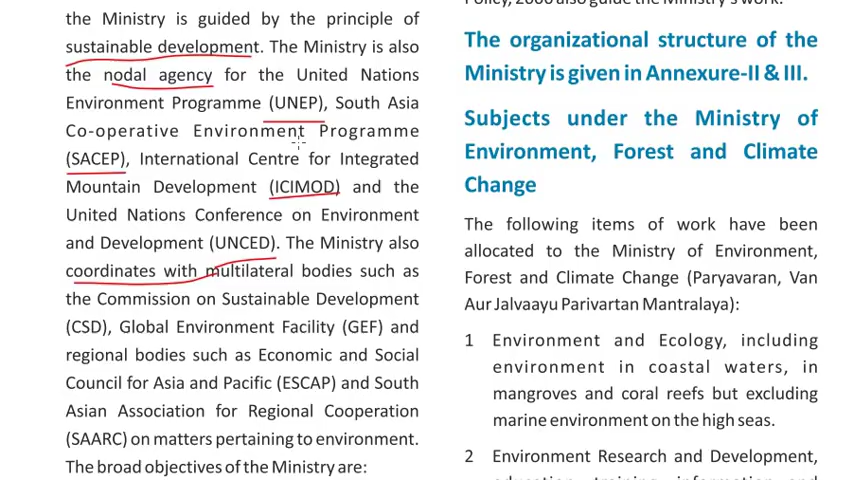 the Ministry is guided by the principle of
sustainable development. The Ministry is also
the nodal agency for the United Nations
Environment Programme (UNEP), South Asia
Co-operative Environment Programme
(SACEP), International Centre for Integrated
Mountain Development (ICIMOD) and the
United Nations Conference on Environment
and Development (UNCED). The Ministry also
coordinates with multilateral bodies such as
the Commission on Sustainable Development
(CSD), Global Environment Facility (GEF) and
regional bodies such as Economic and Social
Council for Asia and Pacific (ESCAP) and South
Asian Association for Regional Cooperation
(SAARC) on matters pertaining to environment.
The broad objectives of the Ministry are:
Policy, 2006 also guide the Ministry's work.
The organizational structure of the
Ministry is given in Annexure-II & III.
Subjects under the Ministry of
Environment, Forest and Climate
Change
The following items of work have been
allocated to the Ministry of Environment,
Forest and Climate Change (Paryavaran, Van
Aur Jalvaayu Parivartan Mantralaya):
1 Environment and Ecology, including
environment in coastal waters, in
mangroves and coral reefs but excluding
marine environment on the high seas.
2 Environment Research and Development,
education, training, information and